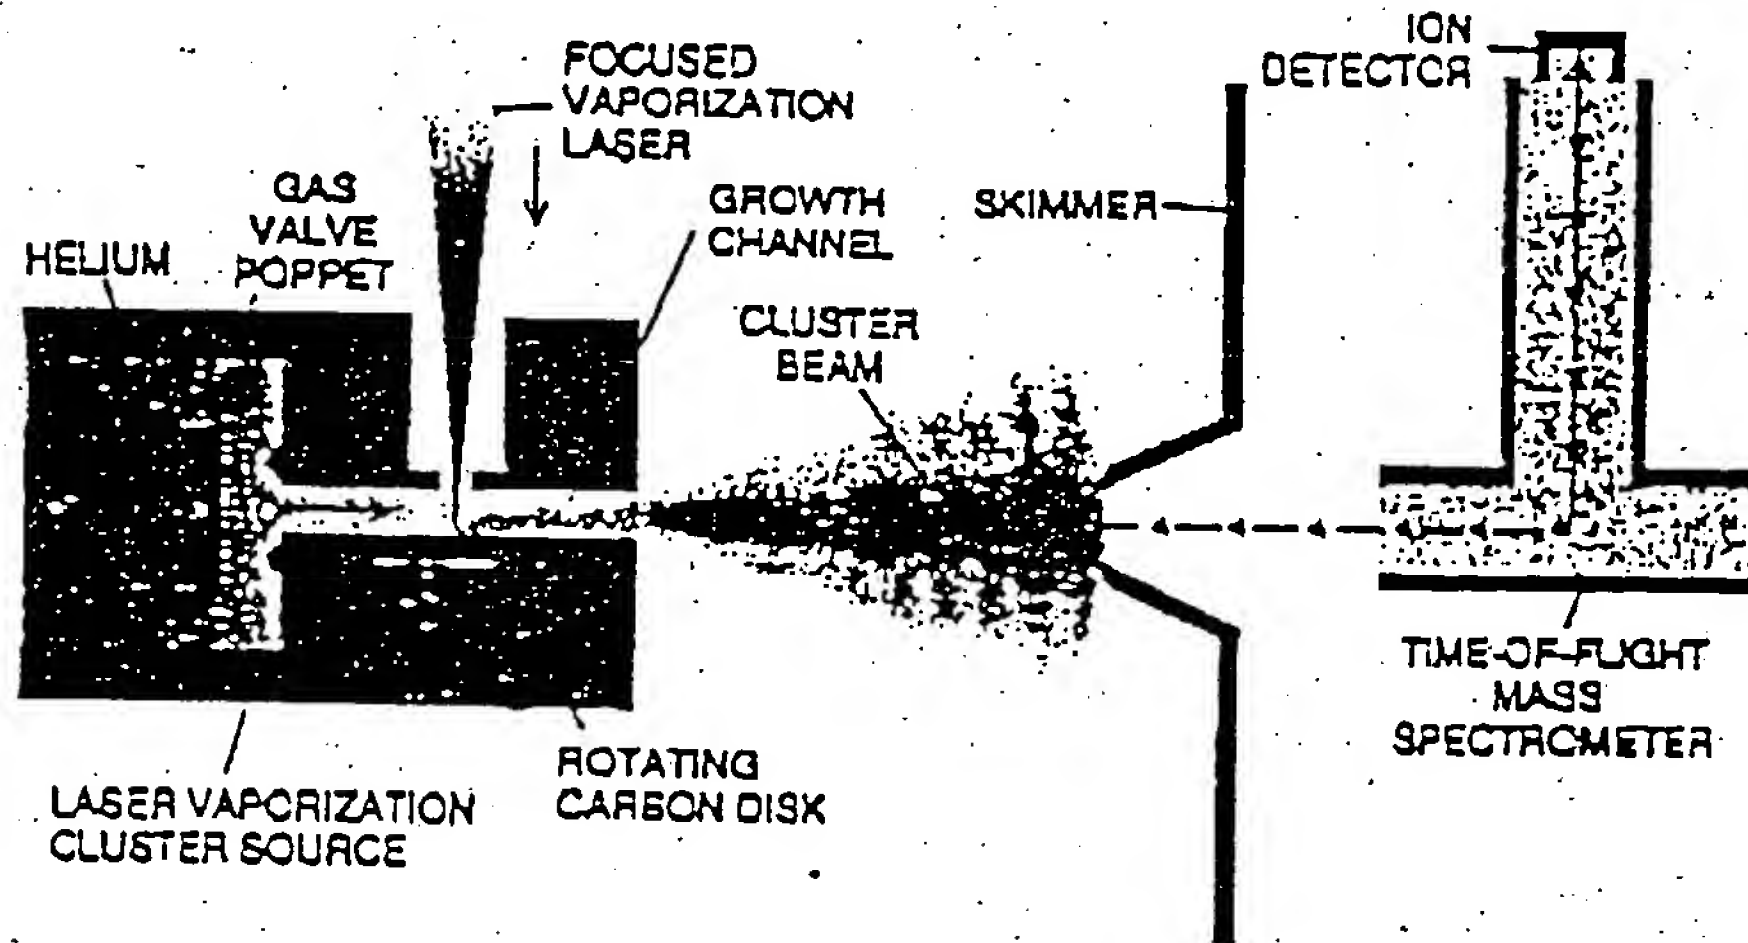 FOCUSED
VAPORIZATION
LASER
ION
DETECTOR
GAS
VALVE
POPPET
HELIUM
GROWTH
CHANNEL
SKIMMER
CLUSTER
BEAM
TIME-OF-FLIGHT
MASS
SPECTROMETER
ROTATING
CARBON DISK
LASER VAPORIZATION
CLUSTER SOURCE